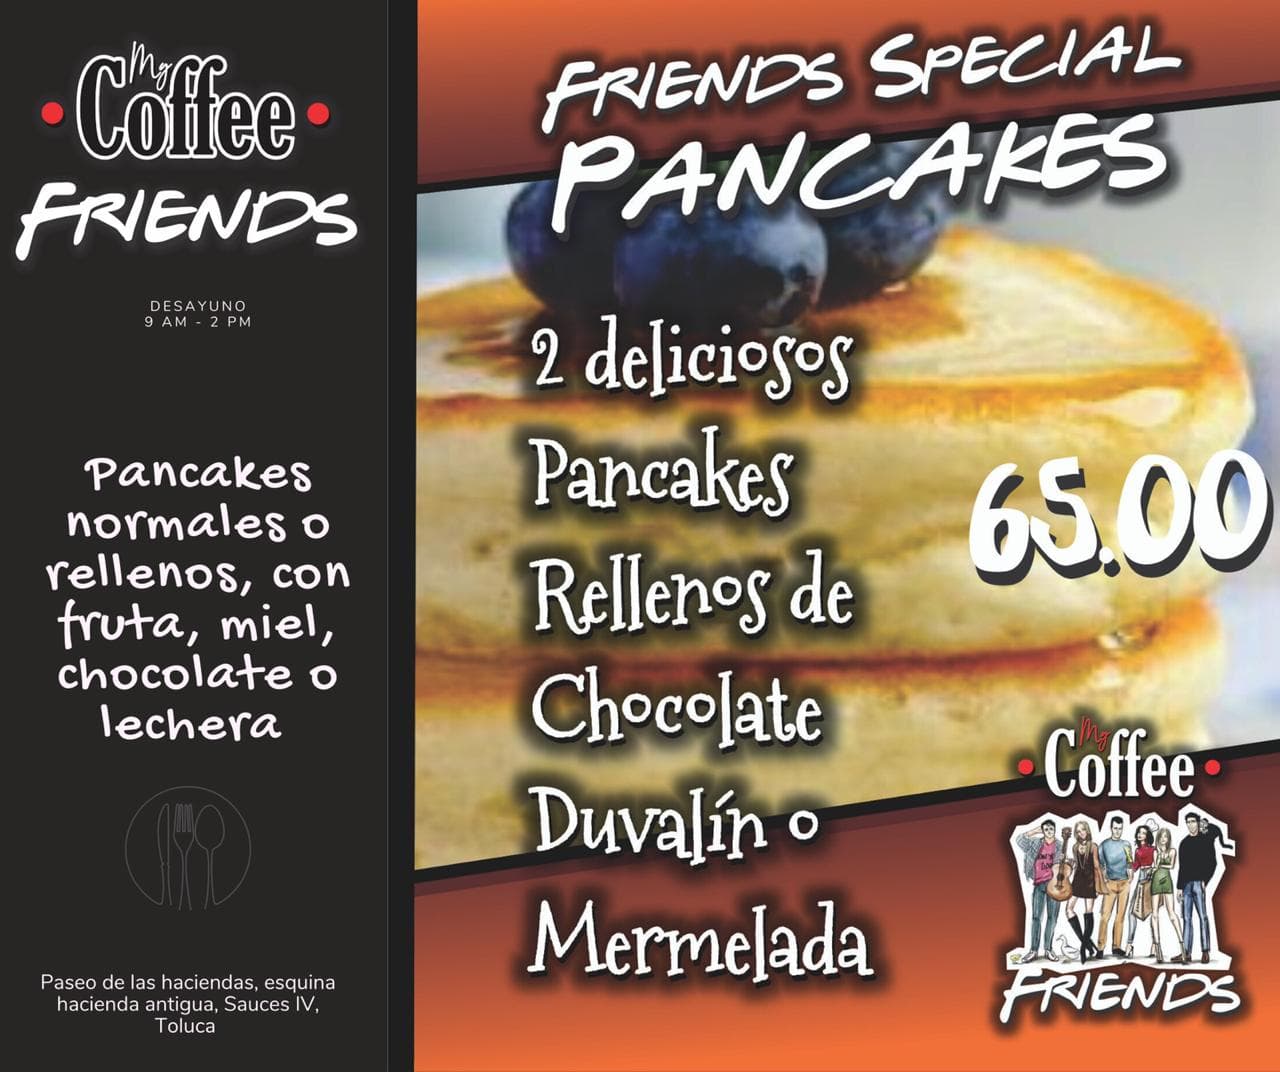 My
Coffee
FRIENDS
DESAYUNO
9 AM - 2 PM
Pancakes
normales o
rellenos, con
fruta, miel,
chocolate o
lechera
Paseo de las haciendas, esquina
hacienda antigua, Sauces IV,
Toluca
FRIENDS SPECIAL
PANCAKES
2 deliciosos
Pancakes
Rellenos de
Chocolate
Duvalín o
Mermelada
65.00
My
Coffee
FRIENDS